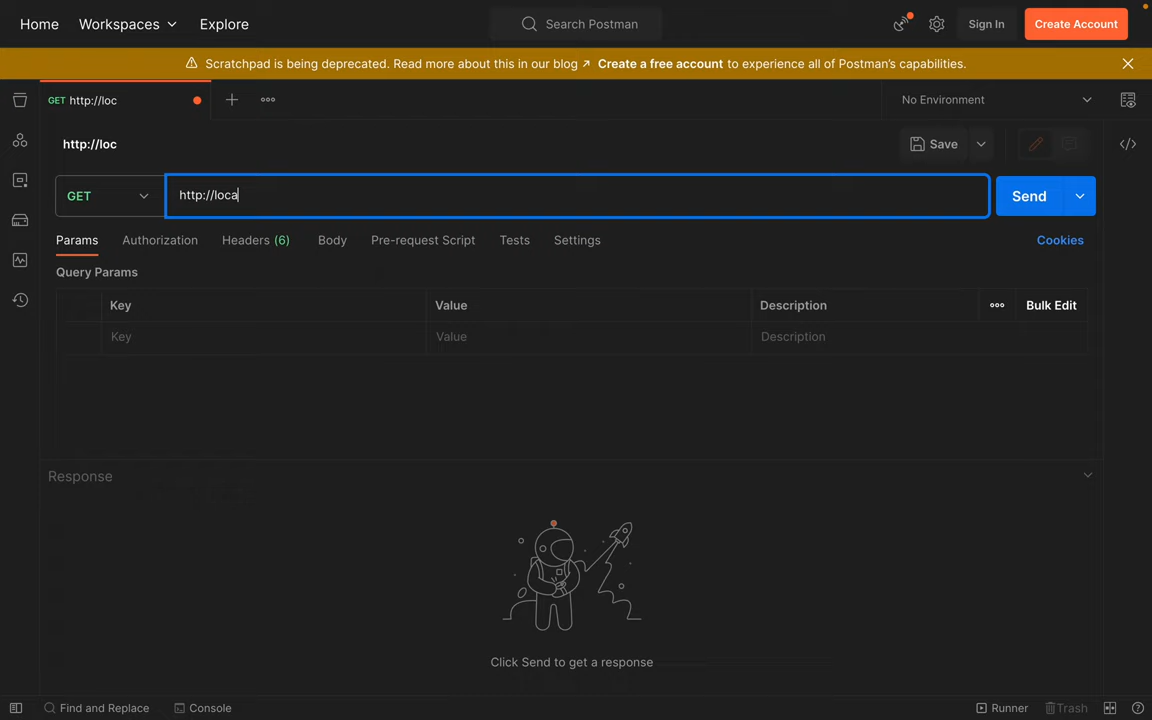 Home Workspaces Explore Search Postman Sign In Create Account
Scratchpad is being deprecated. Read more about this in our blog ↗ Create a free account to experience all of Postman's capabilities.
GET http://loc No Environment
http://loc Save
GET http://loca Send
Params Authorization Headers (6) Body Pre-request Script Tests Settings Cookies
Query Params
Key Value Description Bulk Edit
Key Value Description
Response
Click Send to get a response
Find and Replace Console Runner Trash